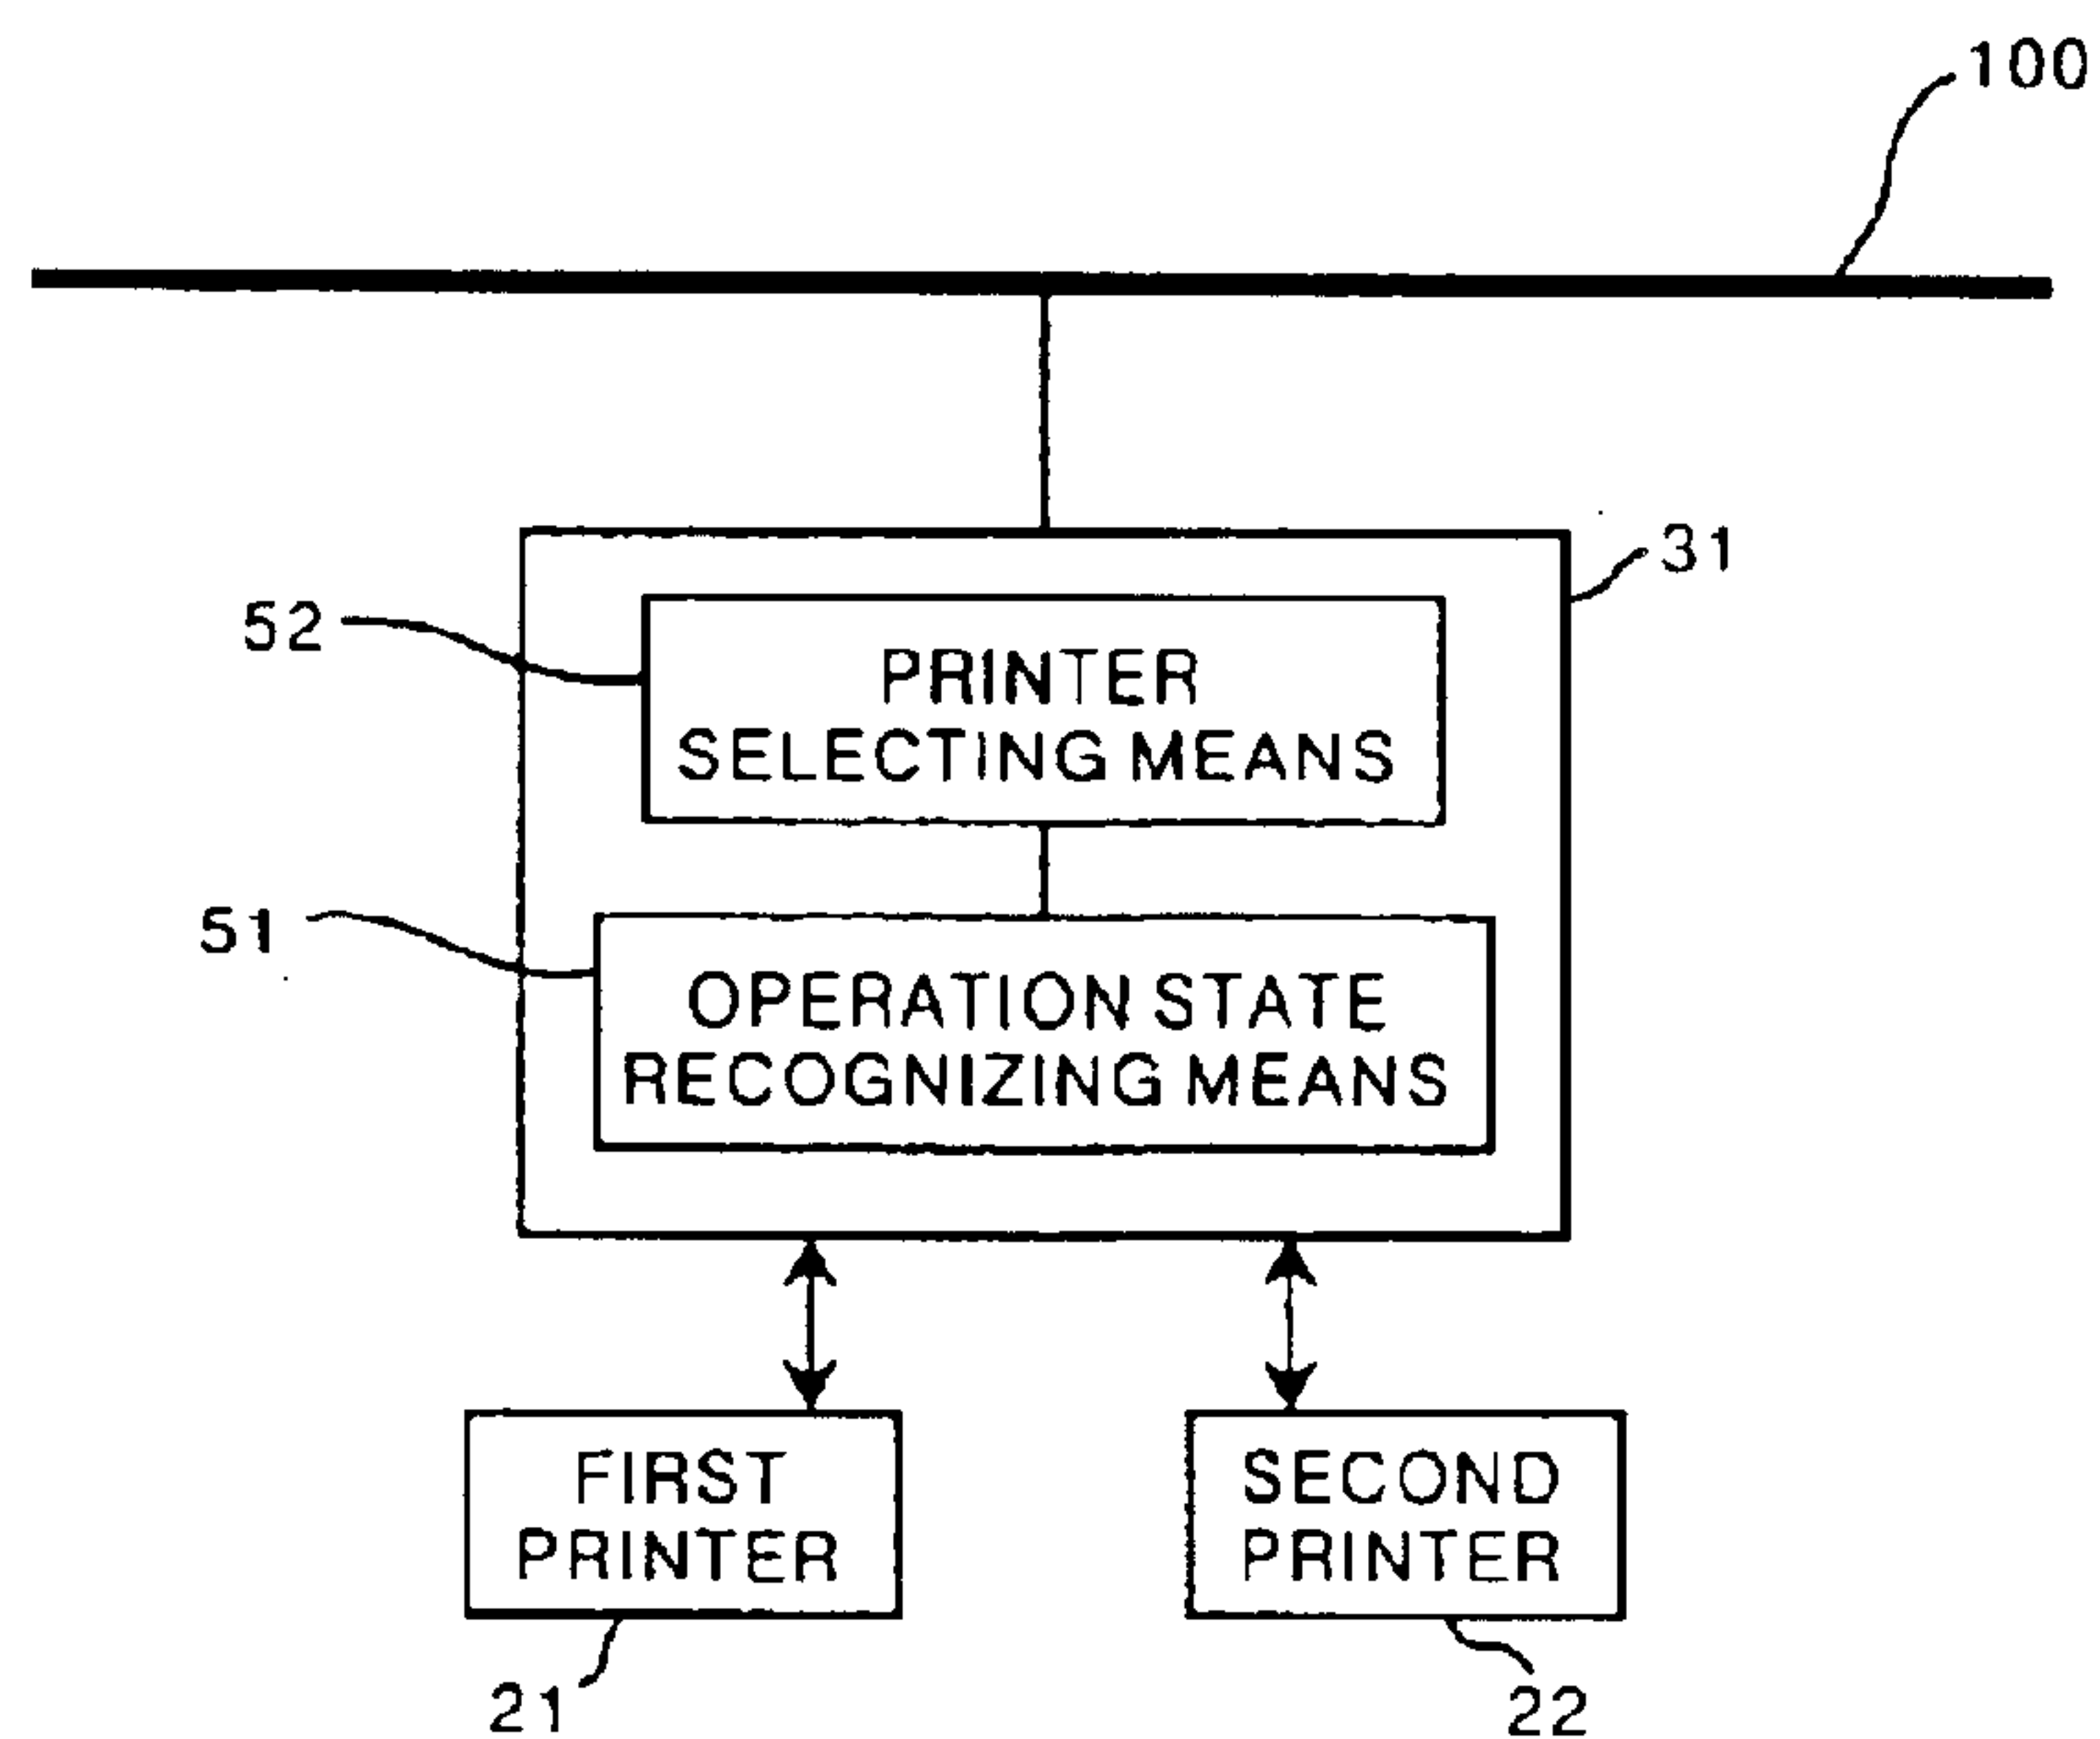 100
31
52
PRINTER
SELECTING MEANS
51
OPERATION STATE
RECOGNIZING MEANS
FIRST
PRINTER
SECOND
PRINTER
21
22